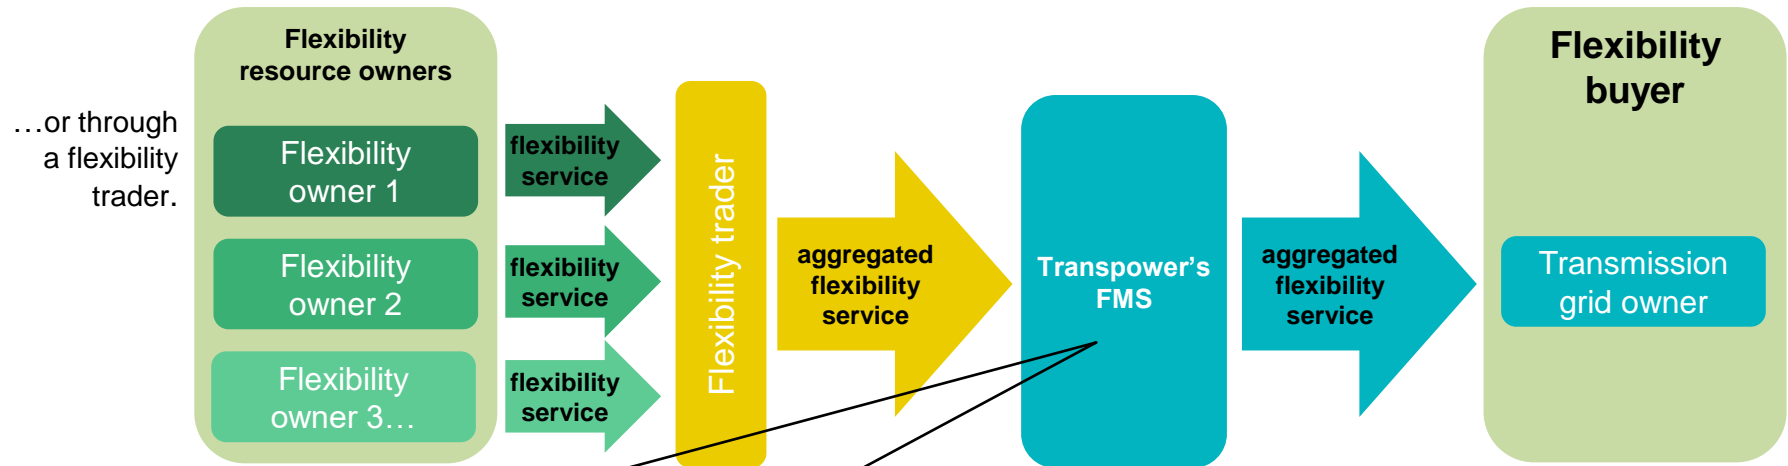 …or through
a flexibility
trader.
Flexibility
resource owners
Flexibility
owner 1
Flexibility
owner 2
Flexibility
owner 3…
flexibility
service
flexibility
service
flexibility
service
Flexibility trader
aggregated
flexibility
service
Transpower’s
FMS
aggregated
flexibility
service
Flexibility
buyer
Transmission
grid owner